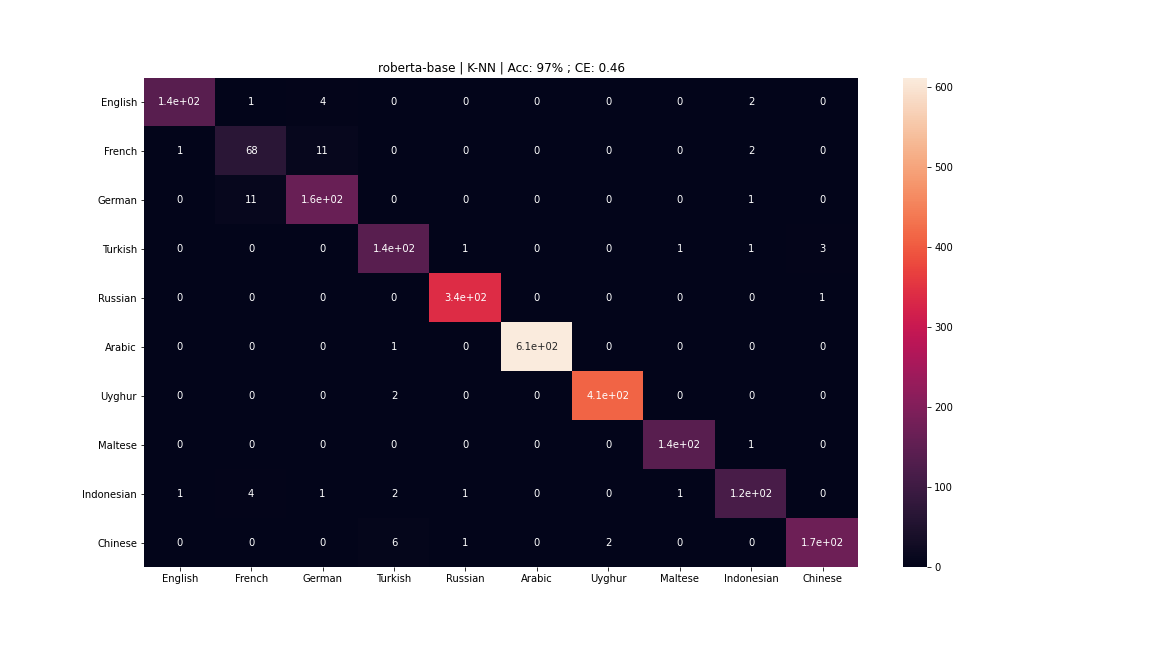 roberta-base | K-NN | Acc: 97% ; CE: 0.46
English 1.4e+02 1 4 0 0 0 0 0 2 0
French 1 68 11 0 0 0 0 0 2 0
German 0 11 1.6e+02 0 0 0 0 0 1 0
Turkish 0 0 0 1.4e+02 1 0 0 1 1 3
Russian 0 0 0 0 3.4e+02 0 0 0 0 1
Arabic 0 0 0 1 0 6.1e+02 0 0 0 0
Uyghur 0 0 0 2 0 0 4.1e+02 0 0 0
Maltese 0 0 0 0 0 0 0 1.4e+02 1 0
Indonesian 1 4 1 2 1 0 0 1 1.2e+02 0
Chinese 0 0 0 6 1 0 2 0 0 1.7e+02
English French German Turkish Russian Arabic Uyghur Maltese Indonesian Chinese
600
500
400
300
200
100
0